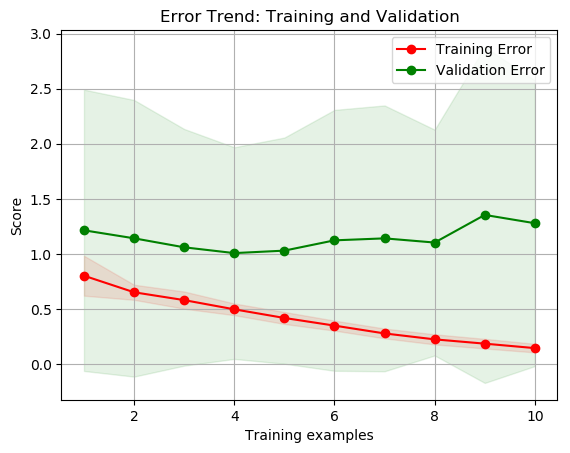 Error Trend: Training and Validation
3.0
2.5
2.0
1.5
1.0
0.5
0.0
Score
Training Error
Validation Error
2 4 6 8 10
Training examples